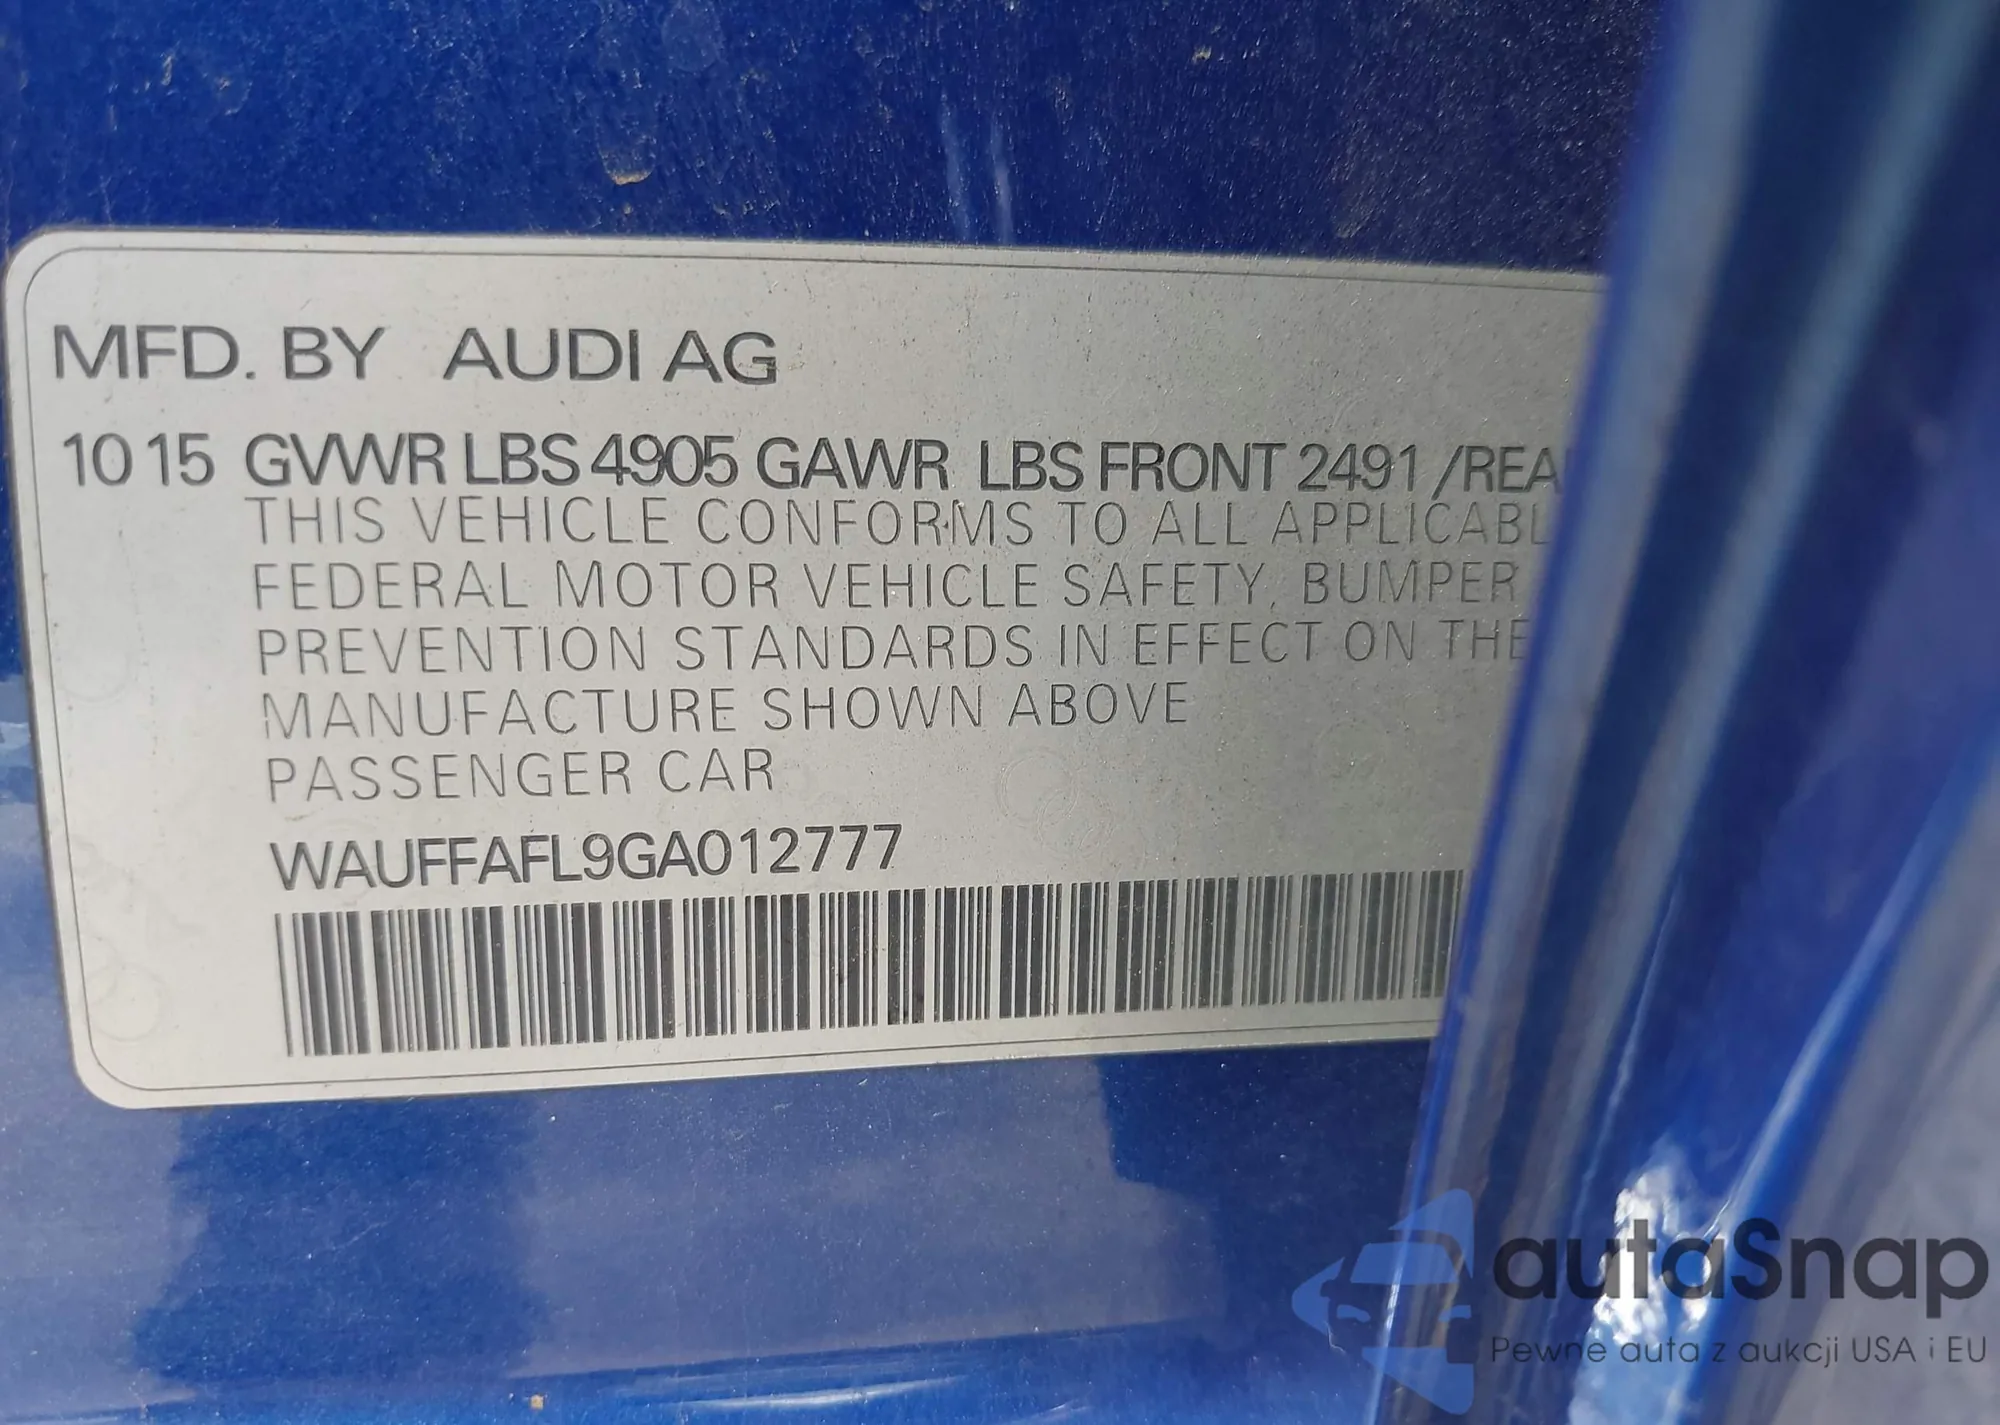 MFD. BY AUDI AG
10 15 GVWR LBS 4905 GAWR LBS FRONT 2491 /REA
THIS VEHICLE CONFORMS TO ALL APPLICABL
FEDERAL MOTOR VEHICLE SAFETY, BUMPER
PREVENTION STANDARDS IN EFFECT ON THE
MANUFACTURE SHOWN ABOVE
PASSENGER CAR
WAUFFAFL9GA012777
autaSnap
Pewne auta z aukcji USA i EU